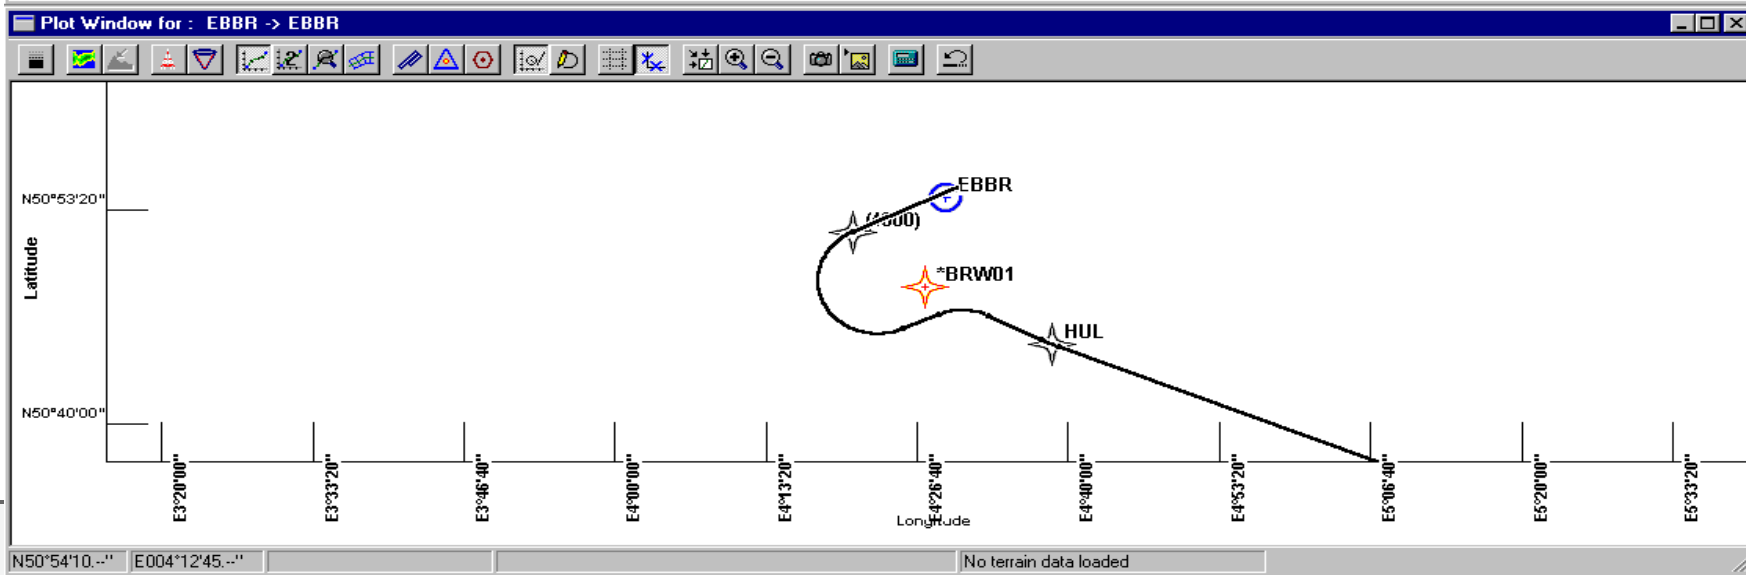 Plot Window for : EBBR -> EBBR
EBBR
N50°53'20"
(4000)
*BRW01
Latitude
HUL
N50°40'00"
E3°20'00"
E3°33'20"
E3°46'40"
E4°00'00"
E4°13'20"
E4°26'40"
E4°40'00"
E4°53'20"
E5°06'40"
E5°20'00"
E5°33'20"
Longitude
N50°54'10.--" E004°12'45.--" No terrain data loaded